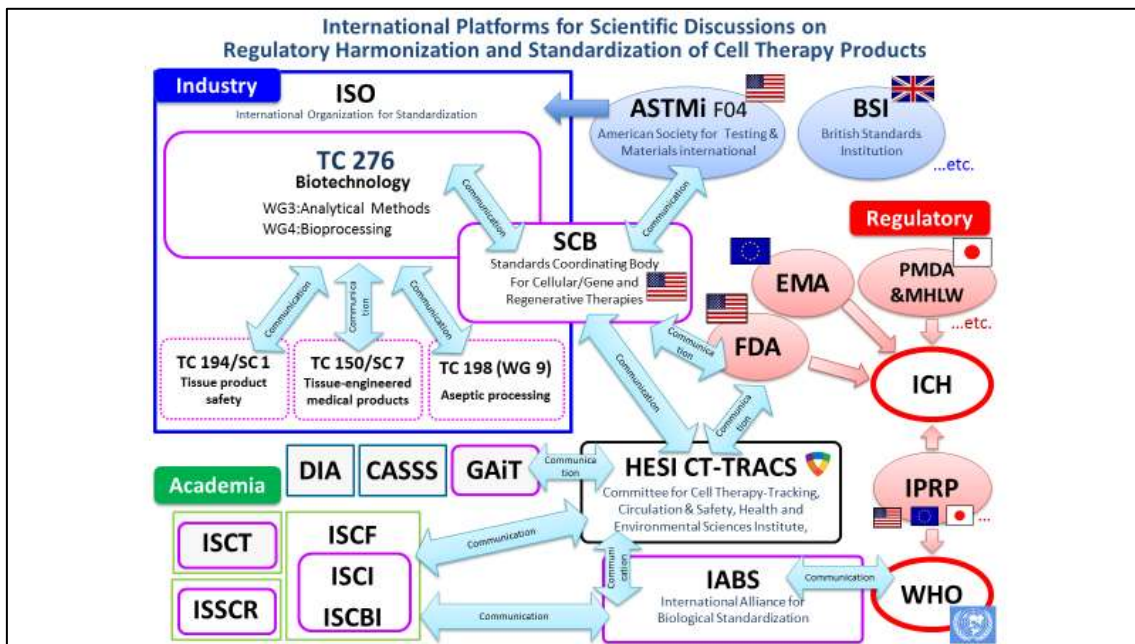 International Platforms for Scientific Discussions on
Regulatory Harmonization and Standardization of Cell Therapy Products
Industry
ISO
International Organization for Standardization
TC 276
Biotechnology
WG3:Analytical Methods
WG4:Bioprocessing
Communication
ASTMi F04
American Society for Testing &
Materials international
BSI
British Standards
Institution
...etc.
Communication
SCB
Standards Coordinating Body
For Cellular/Gene and
Regenerative Therapies
Regulatory
EMA
PMDA
&MHLW
...etc.
FDA
ICH
Communica
tion
Communication
Communica
tion
Communication
TC 194/SC 1
Tissue product
safety
TC 150/SC 7
Tissue-engineered
medical products
TC 198 (WG 9)
Aseptic processing
Communication
Communica
tion
Academia
DIA
CASSS
GAiT
Communica
tion
HESI CT-TRACS
Committee for Cell Therapy-Tracking,
Circulation & Safety, Health and
Environmental Sciences Institute,
IPRP
...
ISCT
ISSCR
ISCF
ISCI
ISCBI
Communication
Communi
cation
Communication
IABS
International Alliance for
Biological Standardization
Communication
WHO